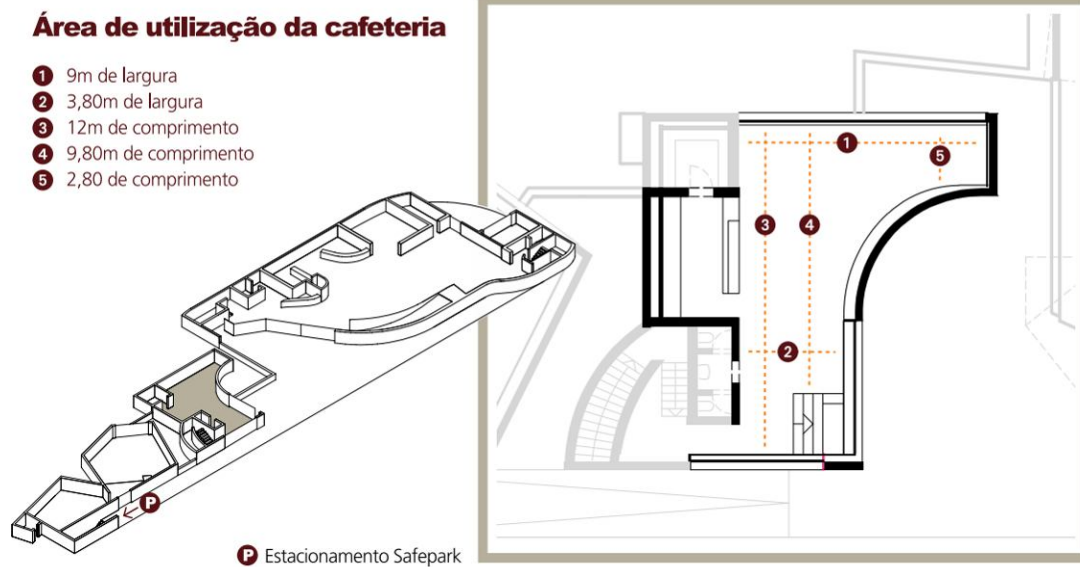 Área de utilização da cafeteria
1 9m de largura
2 3,80m de largura
3 12m de comprimento
4 9,80m de comprimento
5 2,80 de comprimento
1
5
3
4
2
P
P Estacionamento Safepark